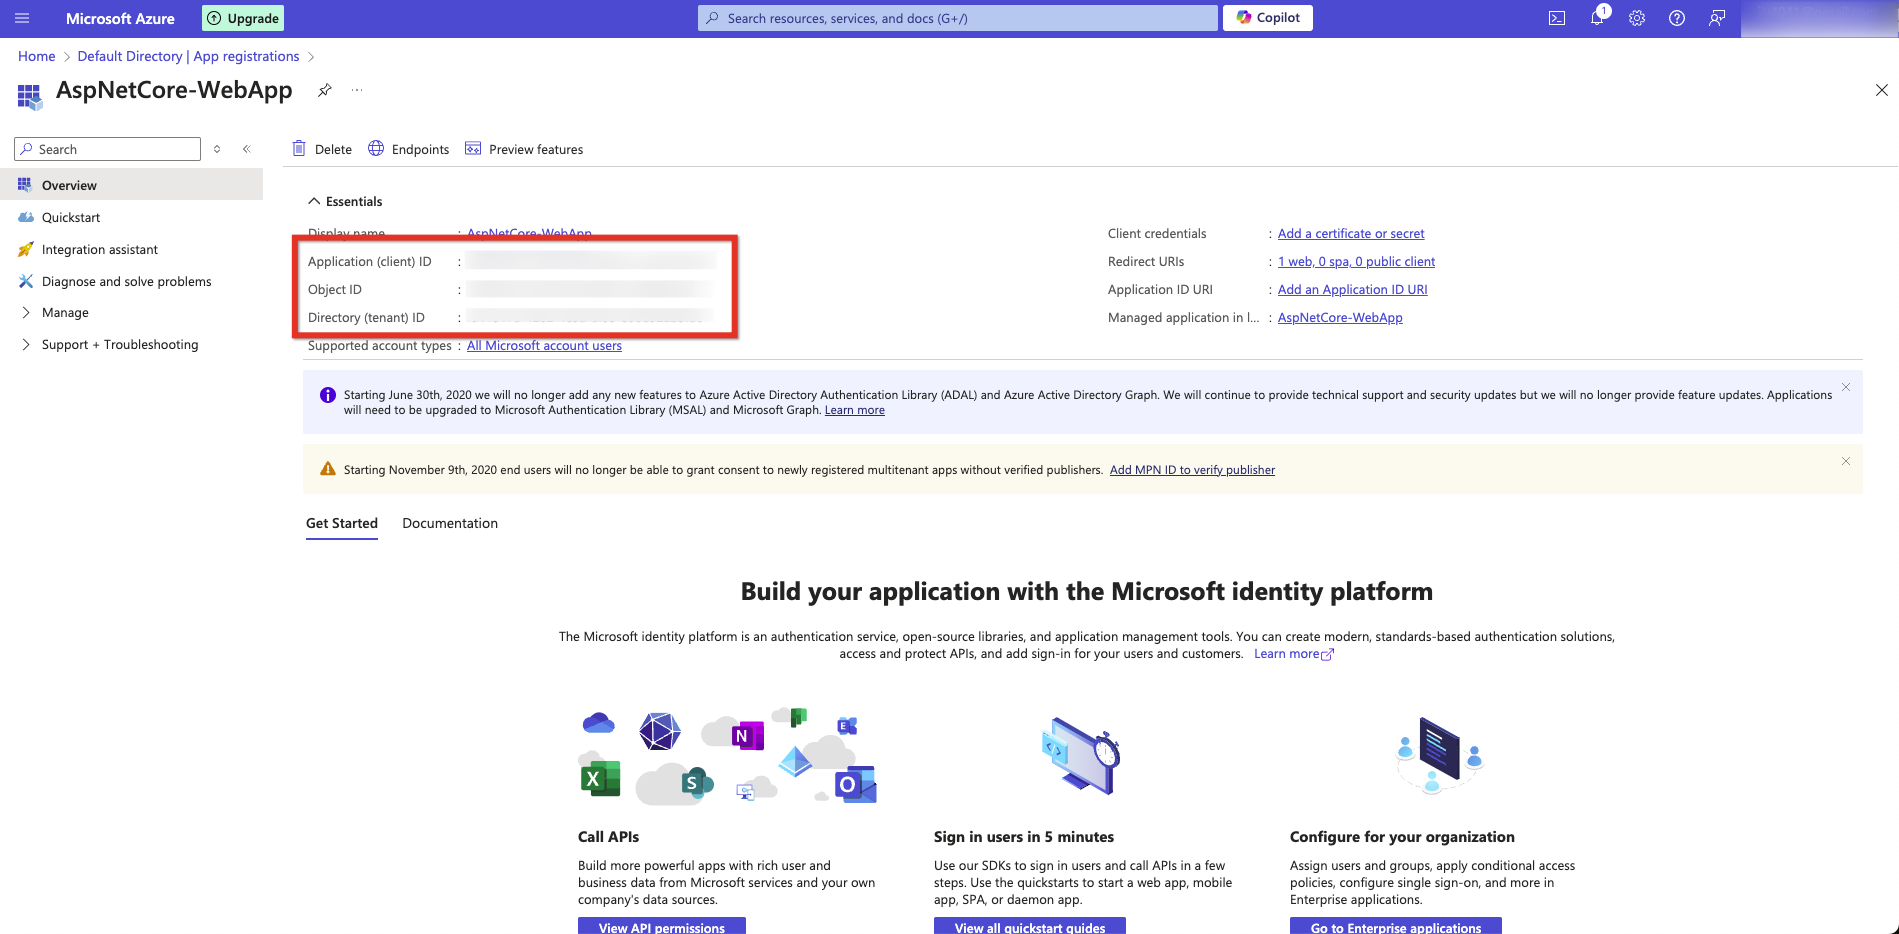 Microsoft Azure
Upgrade
Search resources, services, and docs (G+/)
Copilot
1
Home > Default Directory | App registrations >
AspNetCore-WebApp
Search
Delete
Endpoints
Preview features
Overview
Quickstart
Integration assistant
Diagnose and solve problems
Manage
Support + Troubleshooting
Essentials
Display name : AspNetCore-WebApp
Application (client) ID :
Object ID :
Directory (tenant) ID :
Supported account types : All Microsoft account users
Client credentials : Add a certificate or secret
Redirect URIs : 1 web, 0 spa, 0 public client
Application ID URI : Add an Application ID URI
Managed application in l... : AspNetCore-WebApp
Starting June 30th, 2020 we will no longer add any new features to Azure Active Directory Authentication Library (ADAL) and Azure Active Directory Graph. We will continue to provide technical support and security updates but we will no longer provide feature updates. Applications
will need to be upgraded to Microsoft Authentication Library (MSAL) and Microsoft Graph. Learn more
Starting November 9th, 2020 end users will no longer be able to grant consent to newly registered multitenant apps without verified publishers. Add MPN ID to verify publisher
Get Started
Documentation
Build your application with the Microsoft identity platform
The Microsoft identity platform is an authentication service, open-source libraries, and application management tools. You can create modern, standards-based authentication solutions,
access and protect APIs, and add sign-in for your users and customers. Learn more
N
E
X
S
O
Call APIs
Build more powerful apps with rich user and
business data from Microsoft services and your own
company's data sources.
View API permissions
Sign in users in 5 minutes
Use our SDKs to sign in users and call APIs in a few
steps. Use the quickstarts to start a web app, mobile
app, SPA, or daemon app.
View all quickstart guides
Configure for your organization
Assign users and groups, apply conditional access
policies, configure single sign-on, and more in
Enterprise applications.
Go to Enterprise applications